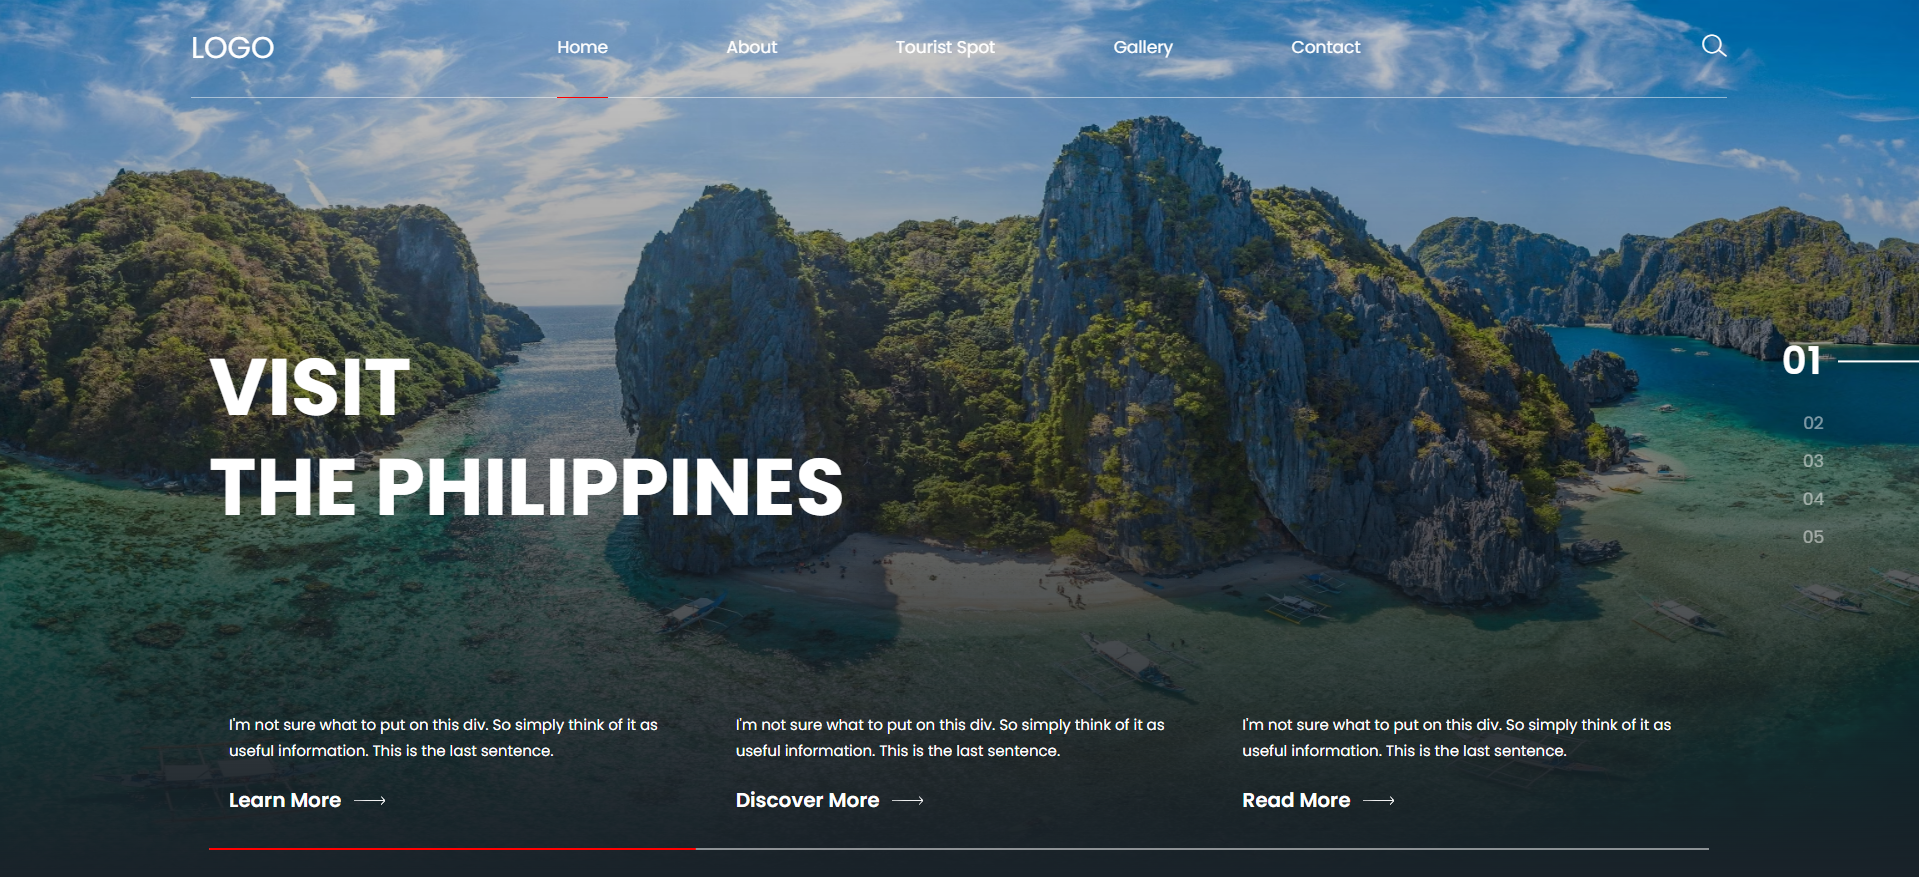 LOGO
Home
About
Tourist Spot
Gallery
Contact
VISIT
THE PHILIPPINES
01
02
03
04
05
I'm not sure what to put on this div. So simply think of it as
useful information. This is the last sentence.
Learn More
I'm not sure what to put on this div. So simply think of it as
useful information. This is the last sentence.
Discover More
I'm not sure what to put on this div. So simply think of it as
useful information. This is the last sentence.
Read More